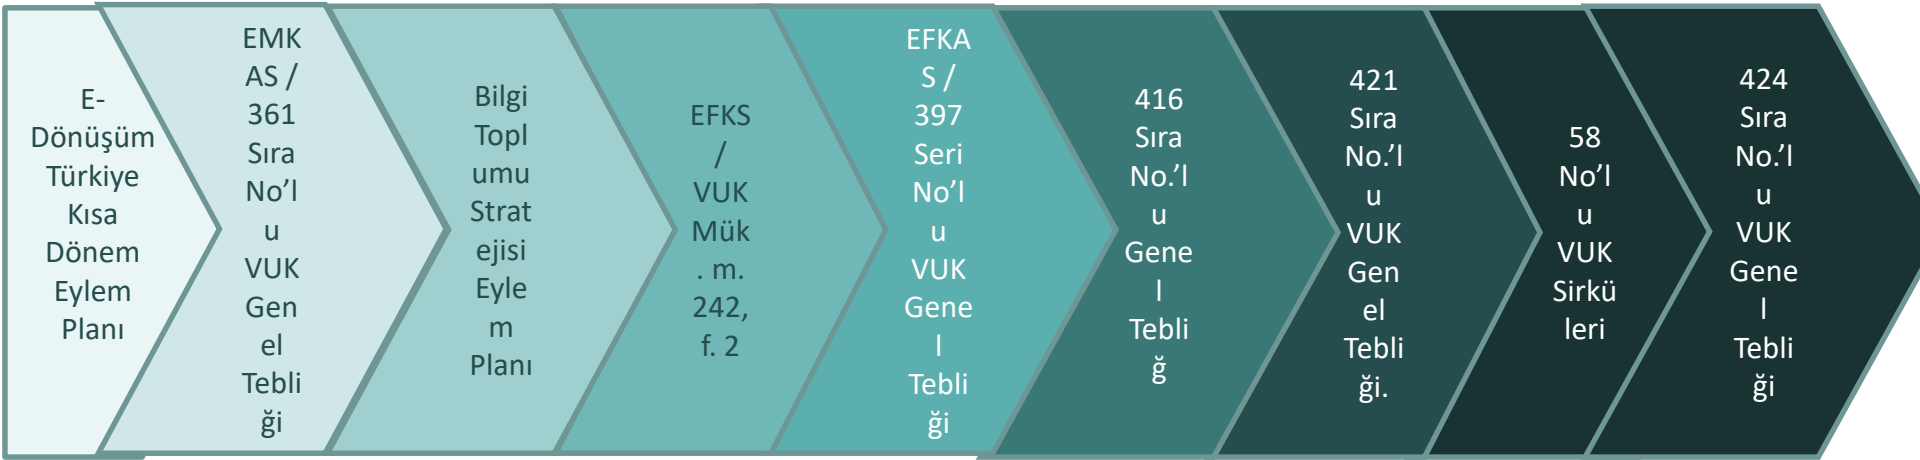 E-
Dönüşüm
Türkiye
Kısa
Dönem
Eylem
Planı
EMK
AS /
361
Sıra
No'l
u
VUK
Gen
el
Tebli
ği
Bilgi
Topl
umu
Strat
ejisi
Eyle
m
Planı
EFKS
/
VUK
Mük
. m.
242,
f. 2
EFKA
S /
397
Seri
No'l
u
VUK
Gene
l
Tebli
ği
416
Sıra
No.'l
u
Gene
l
Tebli
ğ
421
Sıra
No.'l
u
VUK
Gen
el
Tebli
ği.
58
No'l
u
VUK
Sirkü
leri
424
Sıra
No.'l
u
VUK
Gene
l
Tebli
ği